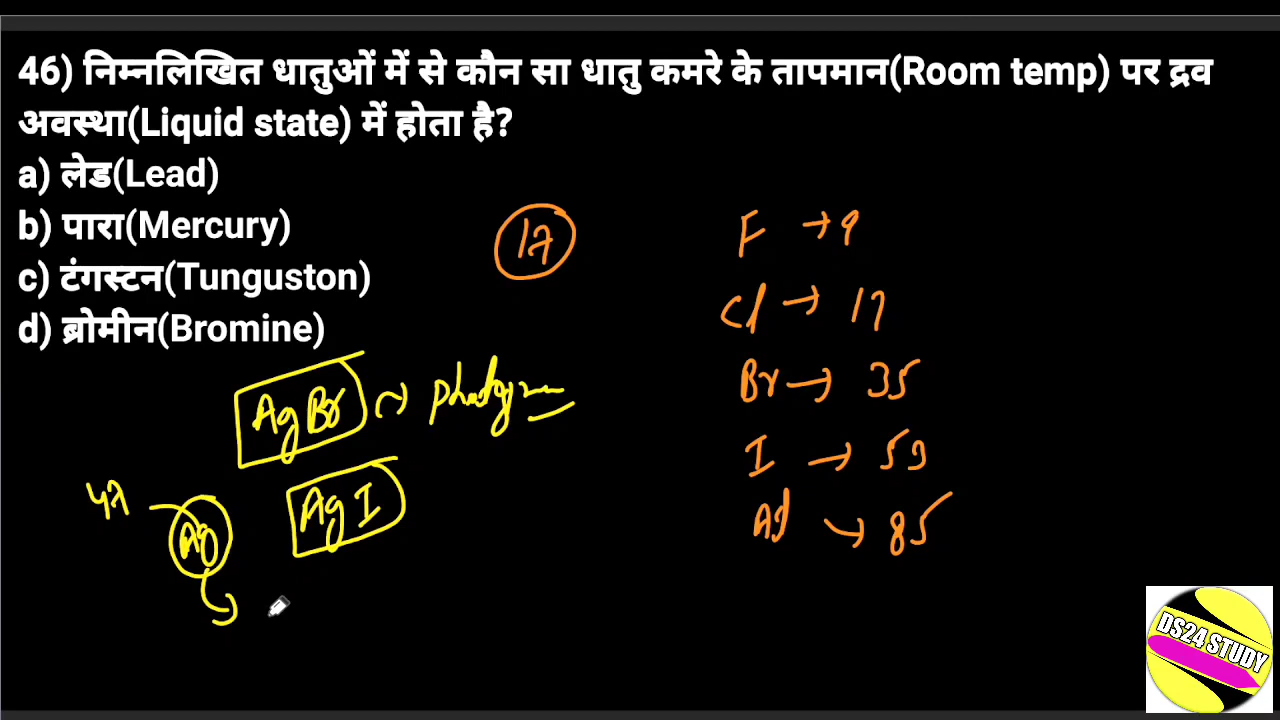 46) निम्नलिखित धातुओं में से कौन सा धातु कमरे के तापमान(Room temp) पर द्रव
अवस्था(Liquid state) में होता है?
a) लेड(Lead)
b) पारा(Mercury)
c) टंगस्टन(Tunguston)
d) ब्रोमीन(Bromine)
17
F → 9
Cl → 17
Br → 35
I → 53
At → 85
AgBr
AgI
47
Ag
DS24 STUDY